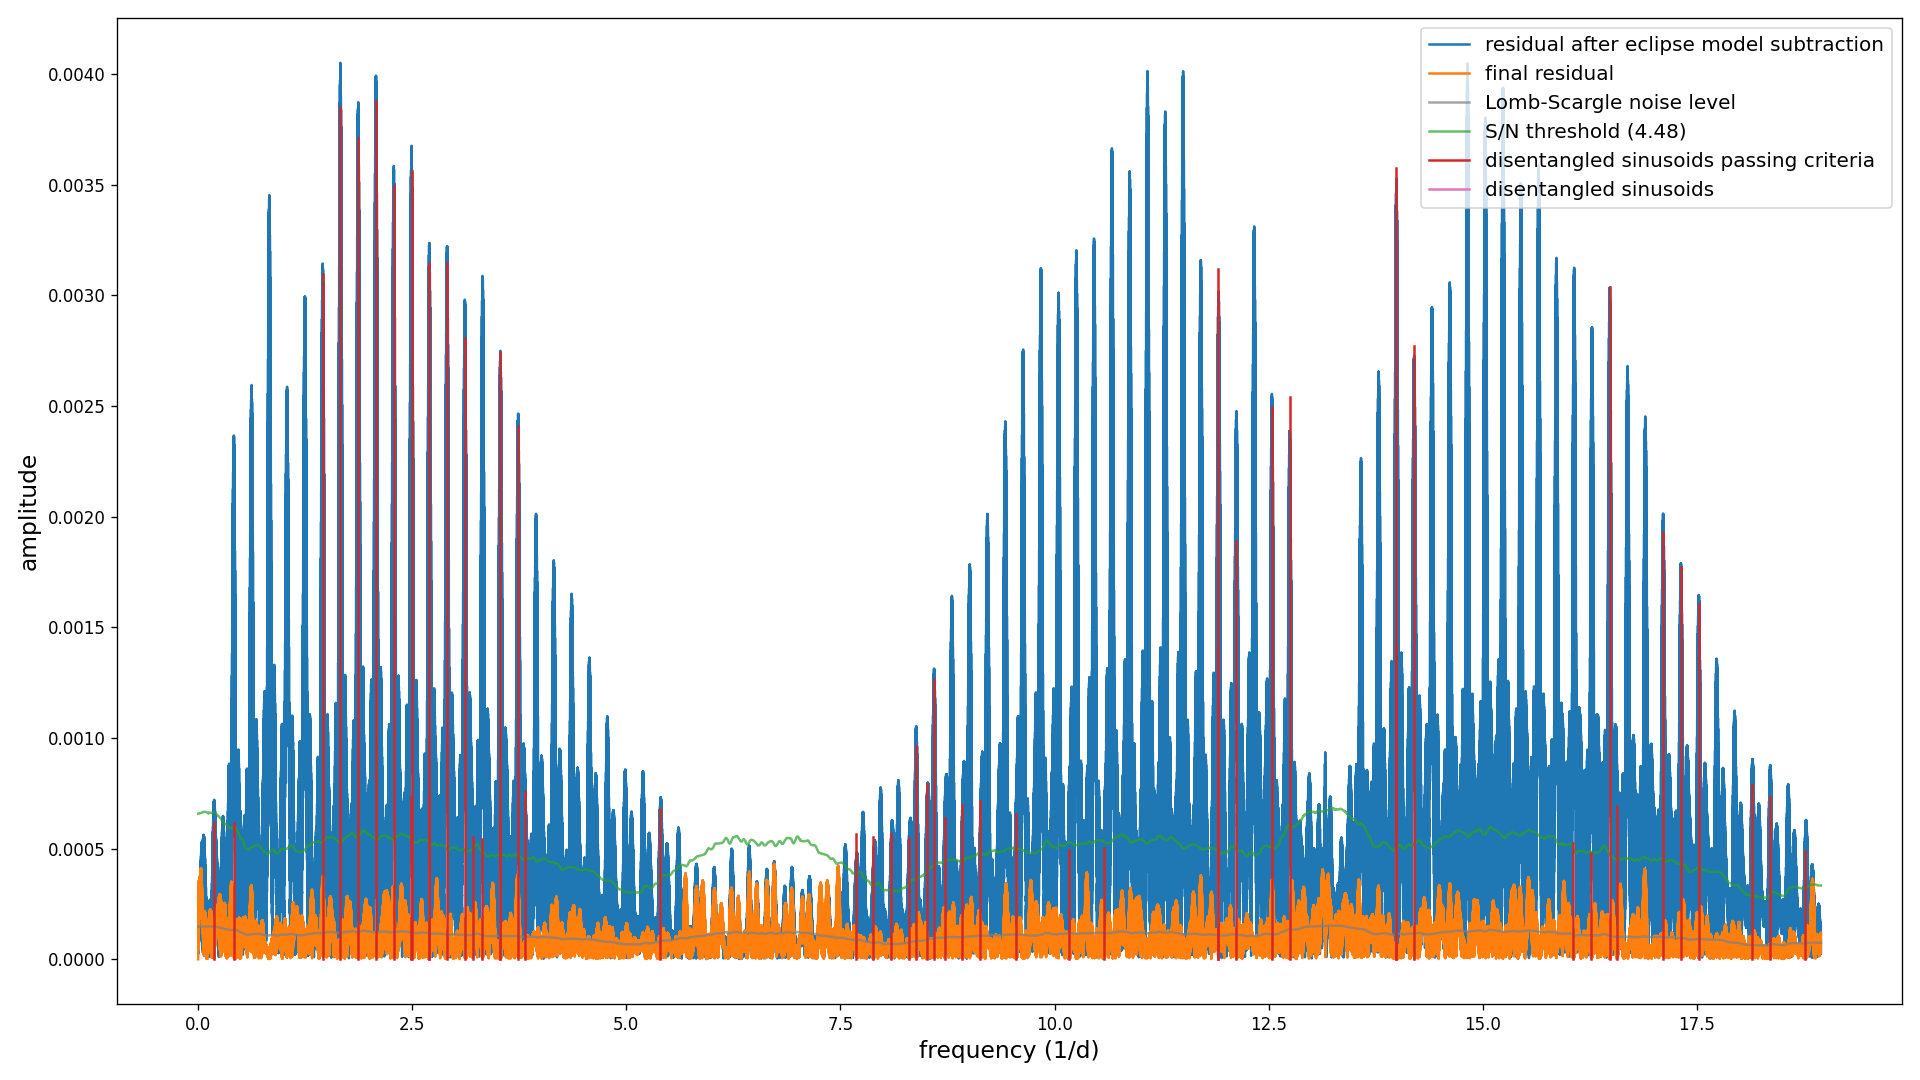 amplitude
0.0040
0.0035
0.0030
0.0025
0.0020
0.0015
0.0010
0.0005
0.0000
residual after eclipse model subtraction
final residual
Lomb-Scargle noise level
S/N threshold (4.48)
disentangled sinusoids passing criteria
disentangled sinusoids
0.0 2.5 5.0 7.5 10.0 12.5 15.0 17.5
frequency (1/d)